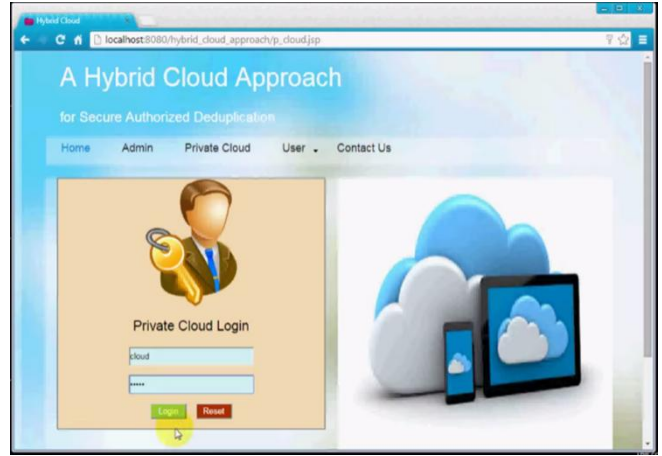 Hybrid Cloud
localhost:8080/hybrid_cloud_approach/p_cloud.jsp
A Hybrid Cloud Approach
for Secure Authorized Deduplication
Home Admin Private Cloud User Contact Us
Private Cloud Login
cloud
•••••
Login Reset